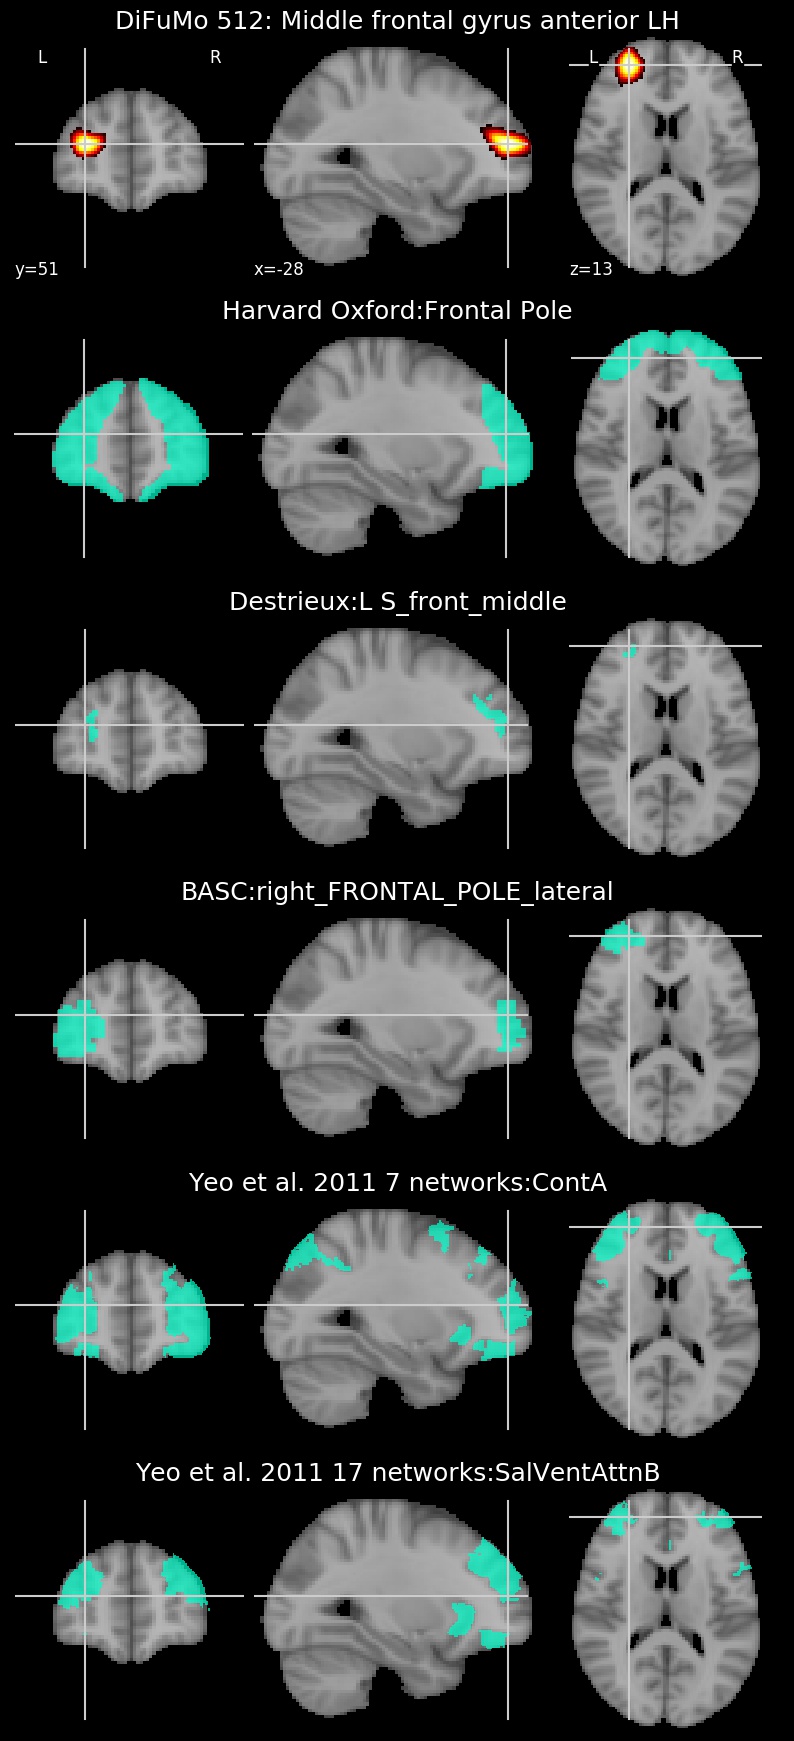 DiFuMo 512: Middle frontal gyrus anterior LH
L R L R
y=51 x=-28 z=13
Harvard Oxford:Frontal Pole
Destrieux:L S_front_middle
BASC:right_FRONTAL_POLE_lateral
Yeo et al. 2011 7 networks:ContA
Yeo et al. 2011 17 networks:SalVentAttnB